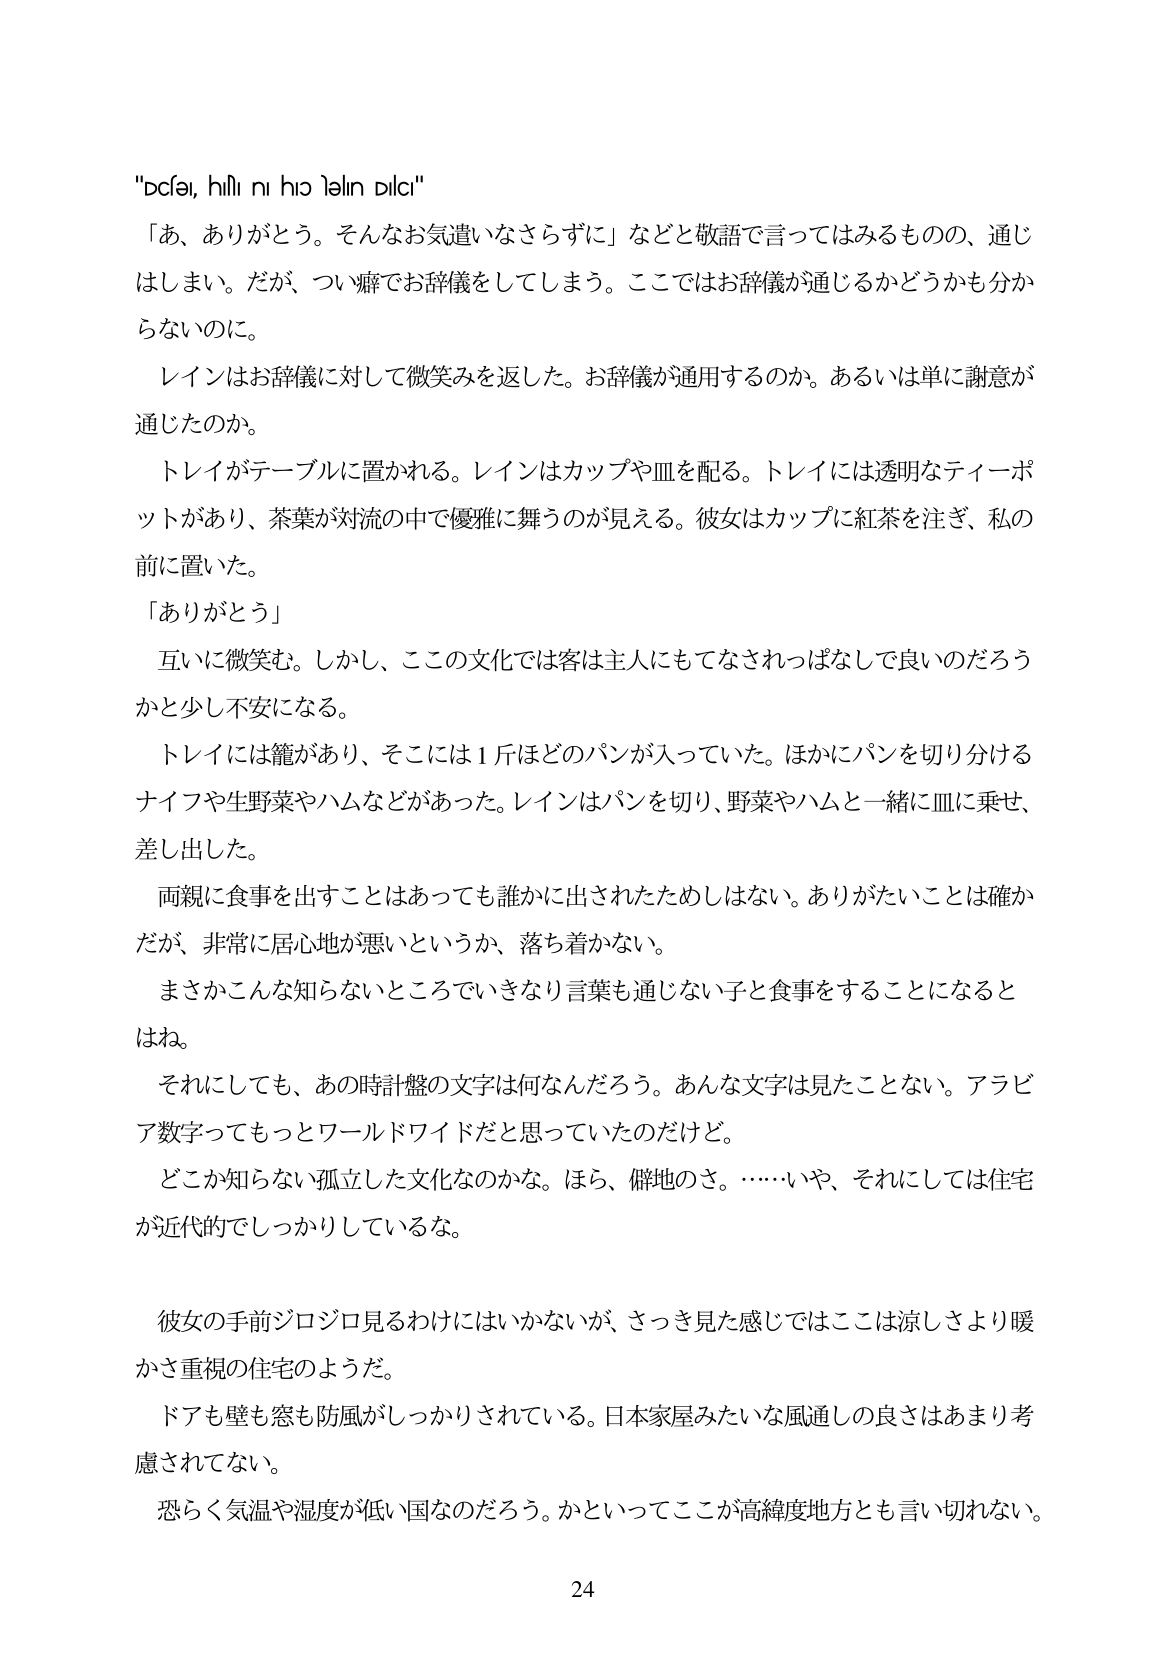 「あ、ありがとう。そんなお気遣いなさらずに」などと敬語で言ってはみるものの、通じ
はしまい。だが、つい癖でお辞儀をしてしまう。ここではお辞儀が通じるかどうかも分か
らないのに。
レインはお辞儀に対して微笑みを返した。お辞儀が通用するのか。あるいは単に謝意が
通じたのか。
トレイがテーブルに置かれる。レインはカップや皿を配る。トレイには透明なティーポ
ットがあり、茶葉が対流の中で優雅に舞うのが見える。彼女はカップに紅茶を注ぎ、私の
前に置いた。
「ありがとう」
互いに微笑む。しかし、ここの文化では客は主人にもてなされっぱなしで良いのだろう
かと少し不安になる。
トレイには籠があり、そこには1斤ほどのパンが入っていた。ほかにパンを切り分ける
ナイフや生野菜やハムなどがあった。レインはパンを切り、野菜やハムと一緒に皿に乗せ、
差し出した。
両親に食事を出すことはあっても誰かに出されたためしはない。ありがたいことは確か
だが、非常に居心地が悪いというか、落ち着かない。
まさかこんな知らないところでいきなり言葉も通じない子と食事をすることになると
はね。
それにしても、あの時計盤の文字は何なんだろう。あんな文字は見たことない。アラビ
ア数字ってもっとワールドワイドだと思っていたのだけど。
どこか知らない孤立した文化なのかな。ほら、僻地のさ。……いや、それにしては住宅
が近代的でしっかりしているな。
彼女の手前ジロジロ見るわけにはいかないが、さっき見た感じではここは涼しさより暖
かさ重視の住宅のようだ。
ドアも壁も窓も防風がしっかりされている。日本家屋みたいな風通しの良さはあまり考
慮されてない。
恐らく気温や湿度が低い国なのだろう。かといってここが高緯度地方とも言い切れない。
24